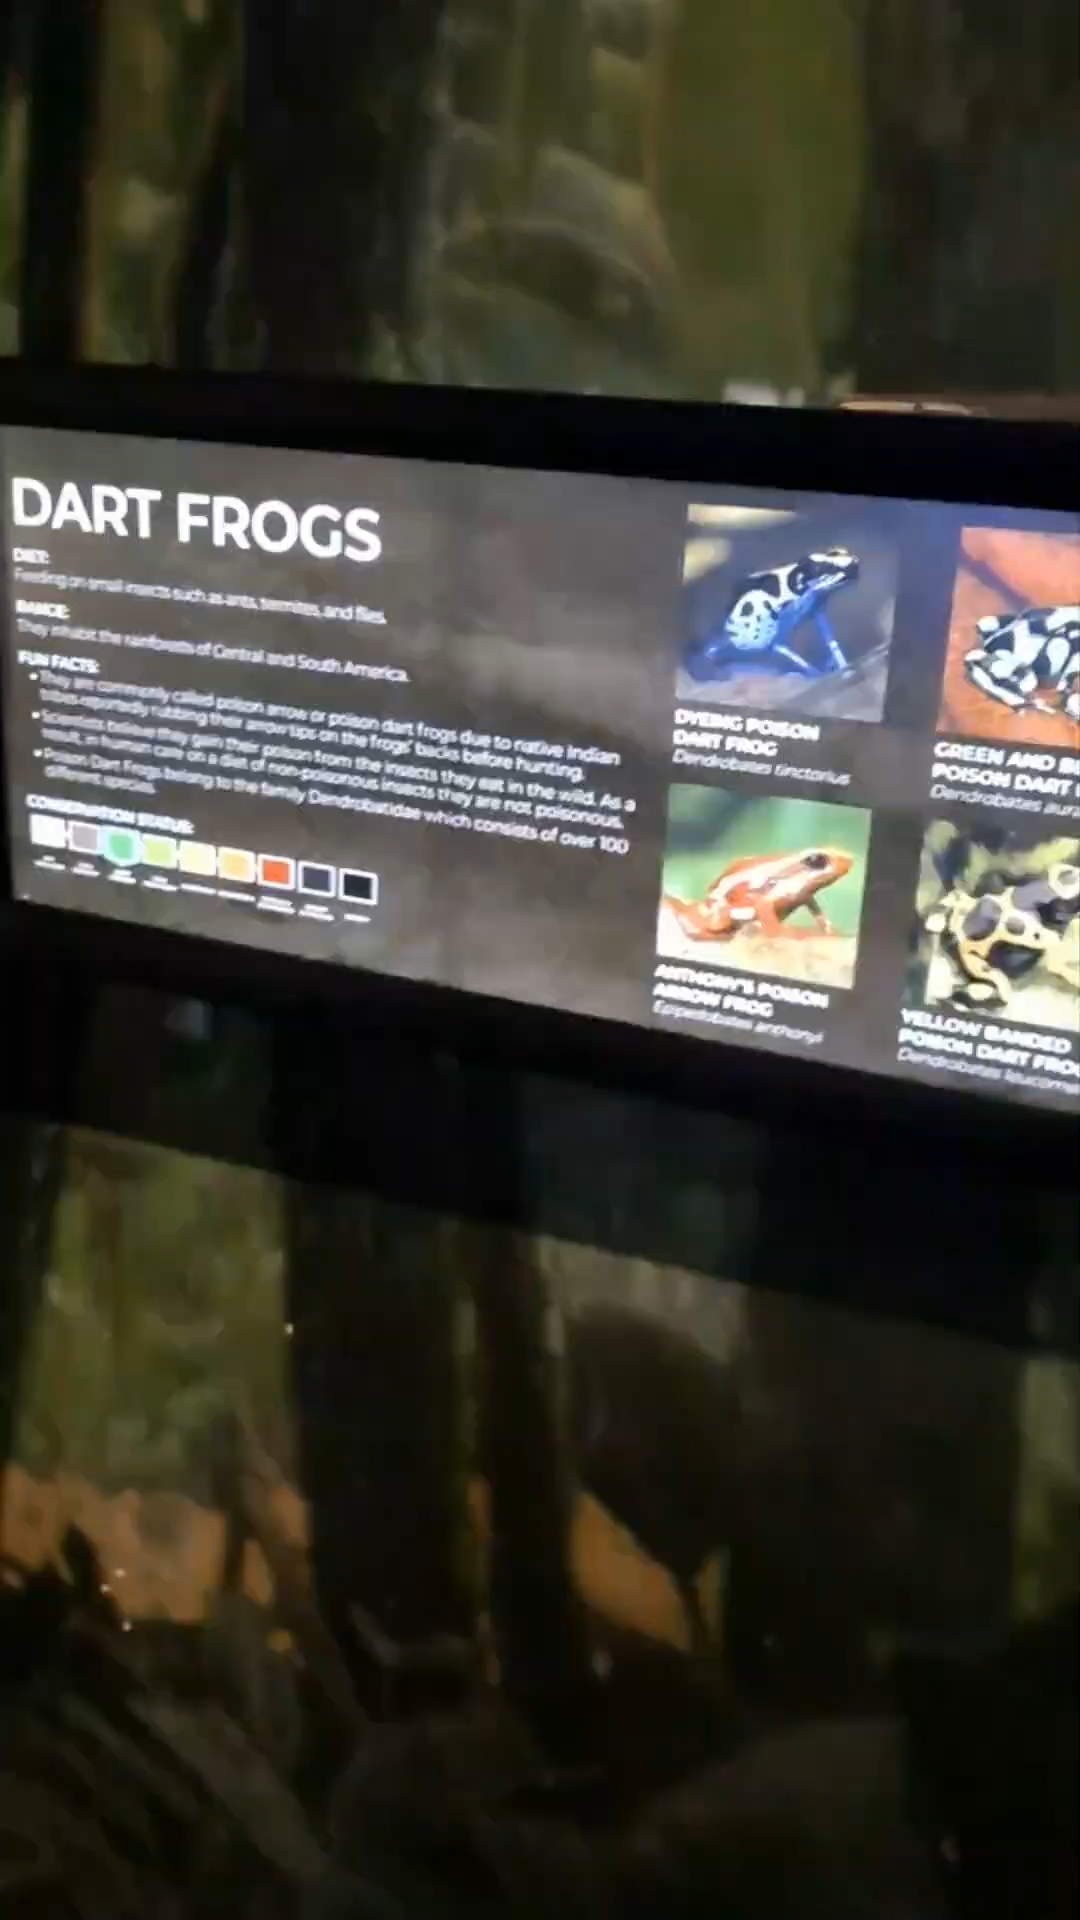 DART FROGS
DIET:
Feeding on small insects such as ants, termites, and flies.
RANGE:
They inhabit the rainforests of Central and South America.
FUN FACTS:
• They are commonly called poison arrow or poison dart frogs due to native Indian
tribes reportedly rubbing their arrow tips on the frogs' backs before hunting.
• Scientists believe they gain their poison from the insects they eat in the wild. As a
result, in human care on a diet of non-poisonous insects they are not poisonous.
• Poison Dart Frogs belong to the family Dendrobatidae which consists of over 100
different species.
CONSERVATION STATUS:
DYEING POISON
DART FROG
Dendrobates tinctorius
GREEN AND
POISON DART
Dendrobates
ANTHONY'S POISON
ARROW FROG
Epipedobates anthonyi
YELLOW BANDED
POISON DART
Dendrobates